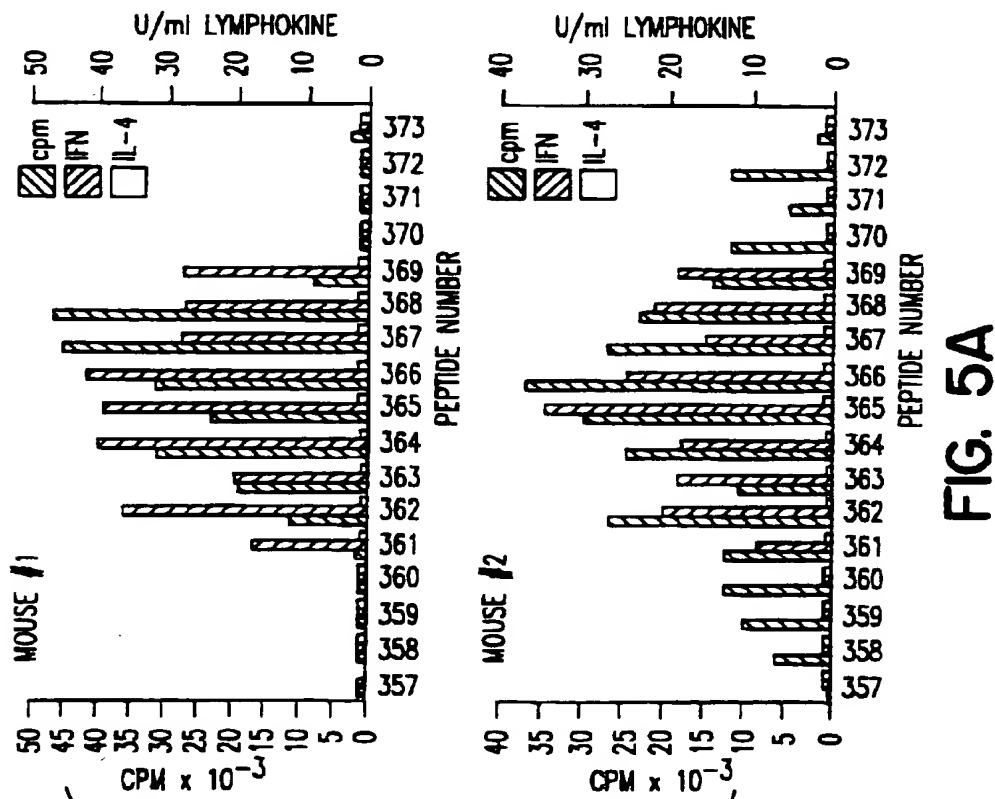 MOUSE #1
CPM x 10⁻³
50
45
40
35
30
25
20
15
10
5
0
U/ml LYMPHOKINE
50
40
30
20
10
0
cpm
IFN
IL-4
357 358 359 360 361 362 363 364 365 366 367 368 369 370 371 372 373
PEPTIDE NUMBER
MOUSE #2
CPM x 10⁻³
40
35
30
25
20
15
10
5
0
U/ml LYMPHOKINE
40
30
20
10
0
cpm
IFN
IL-4
357 358 359 360 361 362 363 364 365 366 367 368 369 370 371 372 373
PEPTIDE NUMBER
FIG. 5A